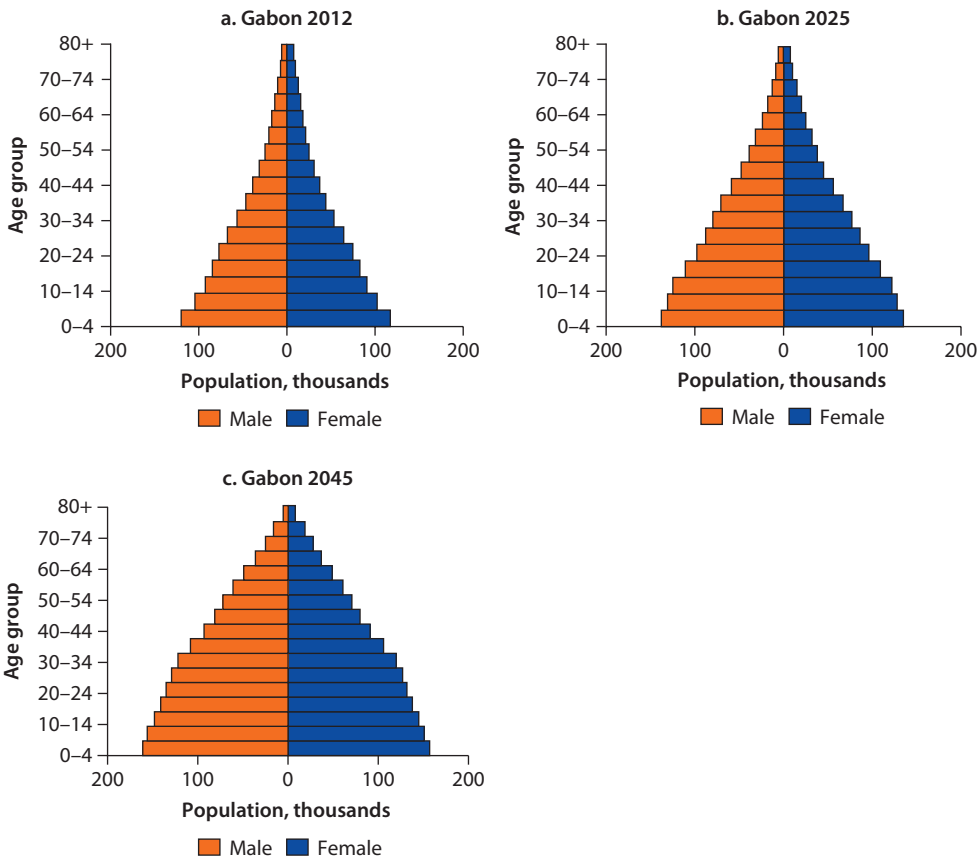 a. Gabon 2012
80+
70–74
60–64
50–54
40–44
30–34
20–24
10–14
0–4
Age group
200 100 0 100 200
Population, thousands
Male Female
b. Gabon 2025
80+
70–74
60–64
50–54
40–44
30–34
20–24
10–14
0–4
Age group
200 100 0 100 200
Population, thousands
Male Female
c. Gabon 2045
80+
70–74
60–64
50–54
40–44
30–34
20–24
10–14
0–4
Age group
200 100 0 100 200
Population, thousands
Male Female